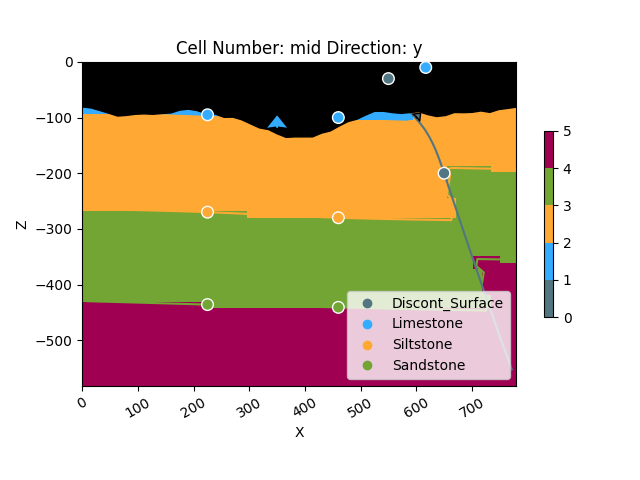 Cell Number: mid Direction: y
0
−100
−200
−300
−400
−500
Z
0
100
200
300
400
500
600
700
X
Discont_Surface
Limestone
Siltstone
Sandstone
5
4
3
2
1
0